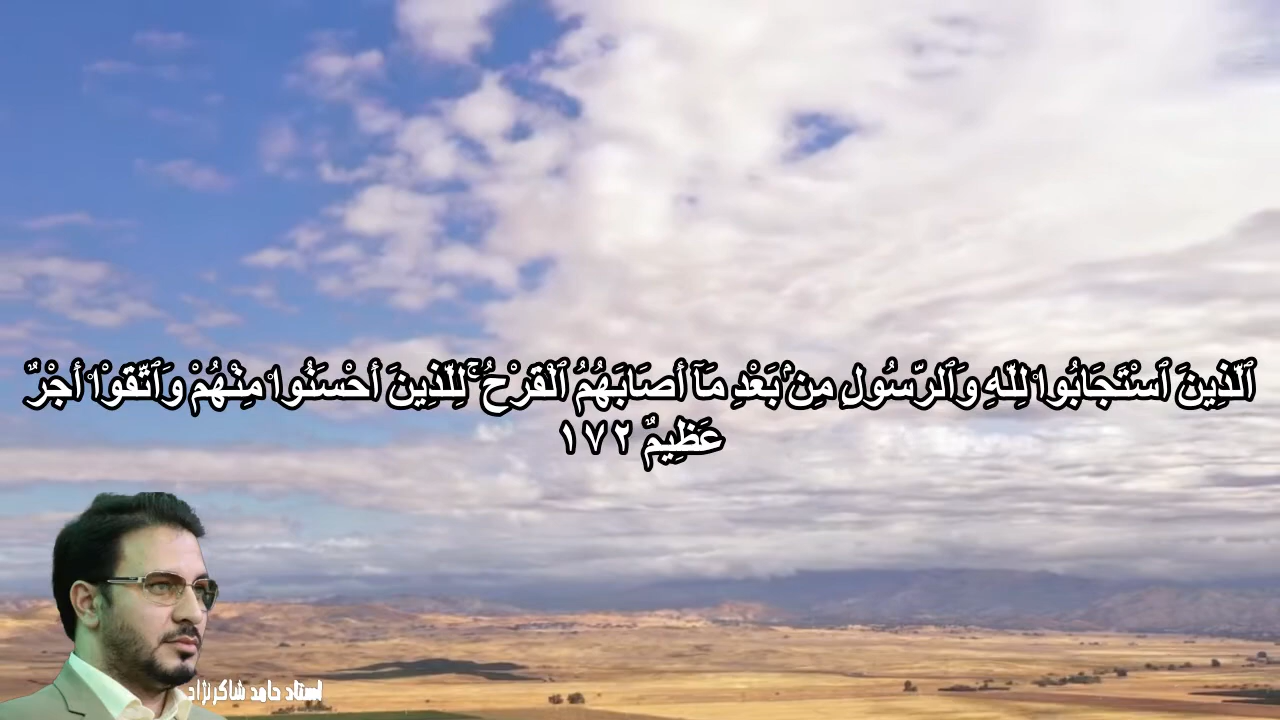 ٱلَّذِينَ ٱسْتَجَابُوا۟ لِلَّهِ وَٱلرَّسُولِ مِنۢ بَعْدِ مَآ أَصَابَهُمُ ٱلْقَرْحُ ۚ لِلَّذِينَ أَحْسَنُوا۟ مِنْهُمْ وَٱتَّقَوْا۟ أَجْرٌ
عَظِيمٌ ١٧٢
استاد حامد شاکرنژاد